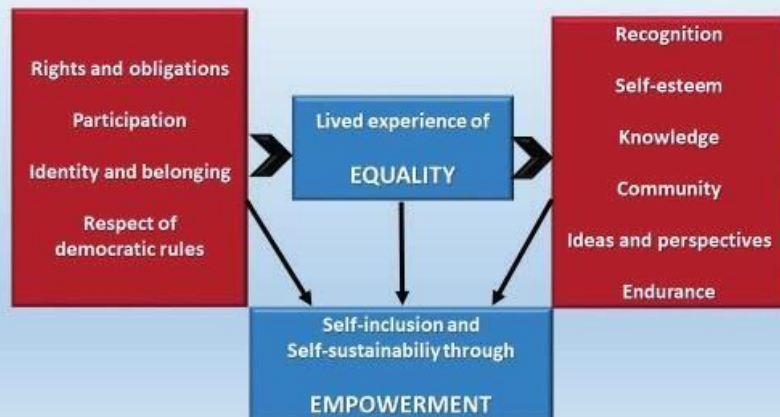 Rights and obligations
Participation
Identity and belonging
Respect of
democratic rules
Lived experience of
EQUALITY
Recognition
Self-esteem
Knowledge
Community
Ideas and perspectives
Endurance
Self-inclusion and
Self-sustainabiliy through
EMPOWERMENT